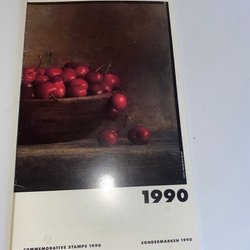 1990
COMMEMORATIVE STAMPS 1990
SONDERMARKEN 1990